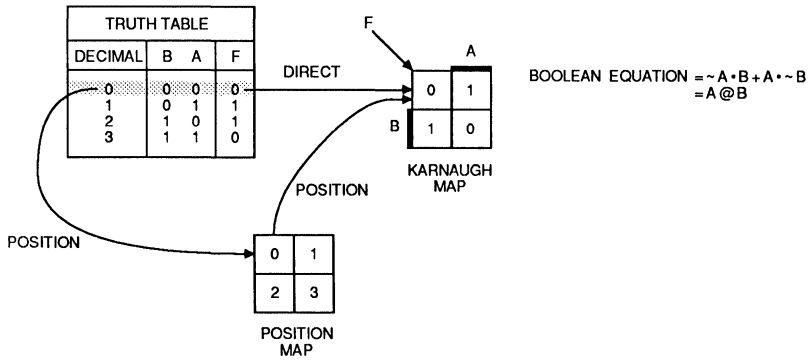 TRUTH TABLE
DECIMAL B A F
0 0 0 0
1 0 1 1
2 1 0 1
3 1 1 0
DIRECT
F
A
0 1
B 1 0
KARNAUGH
MAP
BOOLEAN EQUATION = ~A•B+A•~B
= A@B
POSITION
POSITION
0 1
2 3
POSITION
MAP